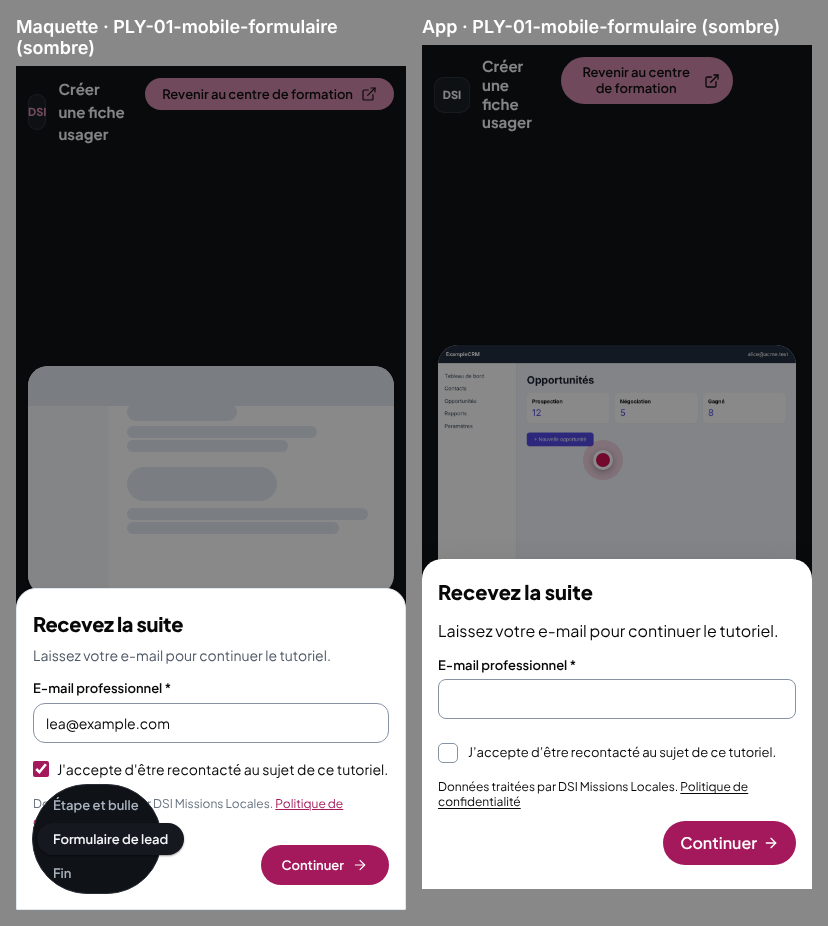 Maquette · PLY-01-mobile-formulaire
(sombre)
DSI
Créer
une fiche
usager
Revenir au centre de formation
Recevez la suite
Laissez votre e-mail pour continuer le tutoriel.
E-mail professionnel *
lea@example.com
J'accepte d'être recontacté au sujet de ce tutoriel.
DSI Missions Locales. Politique de
Étape et bulle
Formulaire de lead
Fin
Continuer
App · PLY-01-mobile-formulaire (sombre)
DSI
Créer
une
fiche
usager
Revenir au centre
de formation
ExampleCRM
Tableau de bord
Contacts
Opportunités
Rapports
Paramètres
Opportunités
Prospection
12
Négociation
5
Gagné
8
+ Nouvelle opportunité
Recevez la suite
Laissez votre e-mail pour continuer le tutoriel.
E-mail professionnel *
J'accepte d'être recontacté au sujet de ce tutoriel.
Données traitées par DSI Missions Locales. Politique de
confidentialité
Continuer